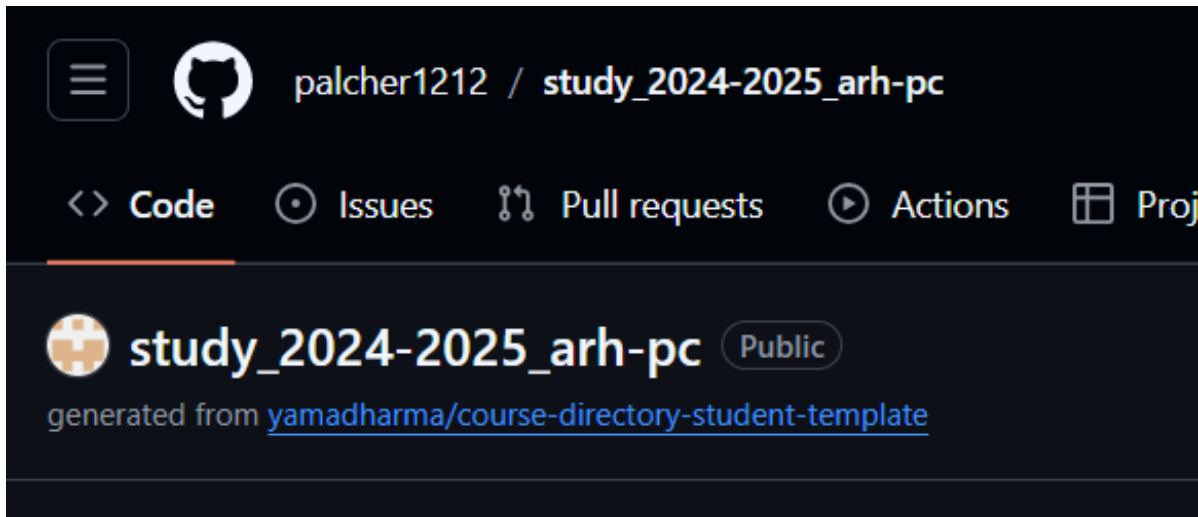 palcher1212 / study_2024-2025_arh-pc
Code Issues Pull requests Actions Proj
study_2024-2025_arh-pc Public
generated from yamadharma/course-directory-student-template